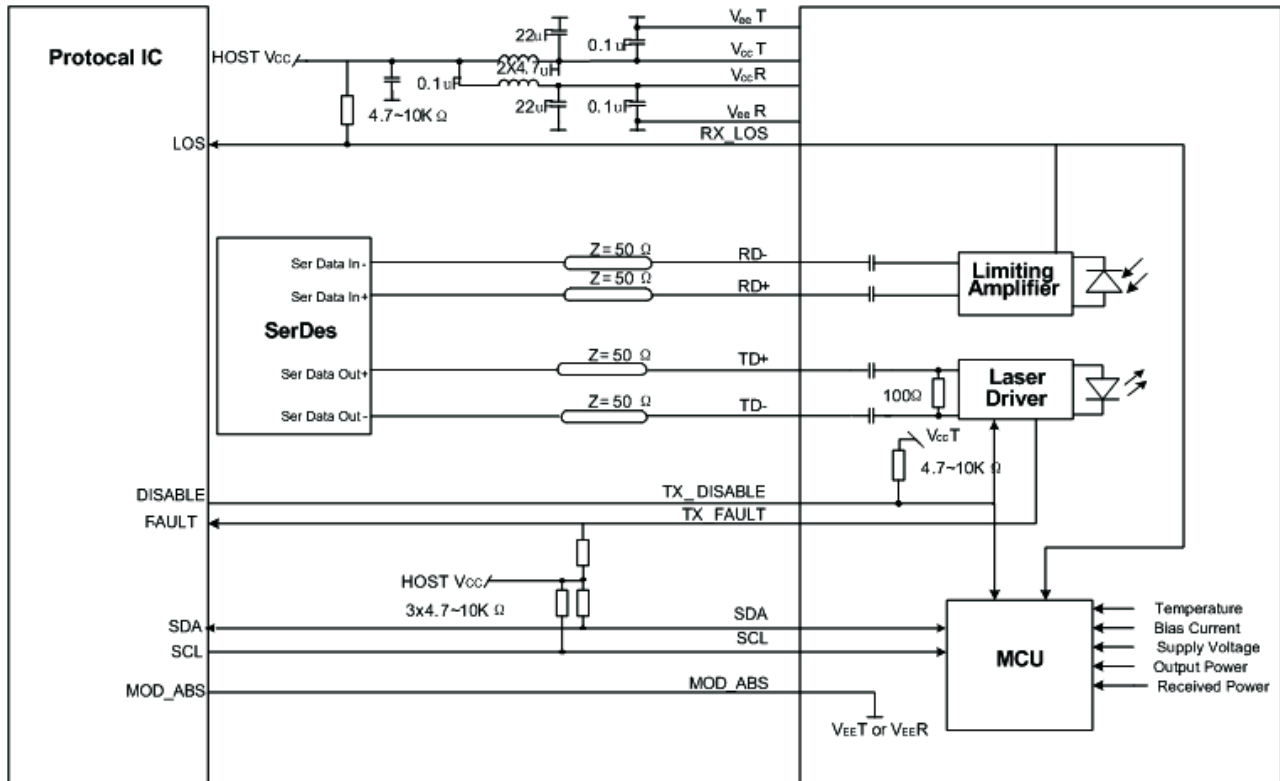 Protocal IC
HOST Vcc
22uF
0.1uF
VeeT
VccT
2X4.7uH
0.1uF
VccR
22uF
0.1uF
4.7~10K Ω
VeeR
LOS
RX_LOS
Z=50 Ω
RD-
Ser Data In -
Limiting
Amplifier
Z=50 Ω
RD+
Ser Data In+
SerDes
Z=50 Ω
TD+
Ser Data Out+
Laser
Driver
100Ω
Z=50 Ω
TD-
Ser Data Out-
VccT
4.7~10K Ω
DISABLE
TX_DISABLE
FAULT
TX_FAULT
HOST Vcc
3x4.7~10K Ω
SDA
SDA
SCL
SCL
MCU
Temperature
Bias Current
Supply Voltage
Output Power
Received Power
MOD_ABS
MOD_ABS
VEET or VEER